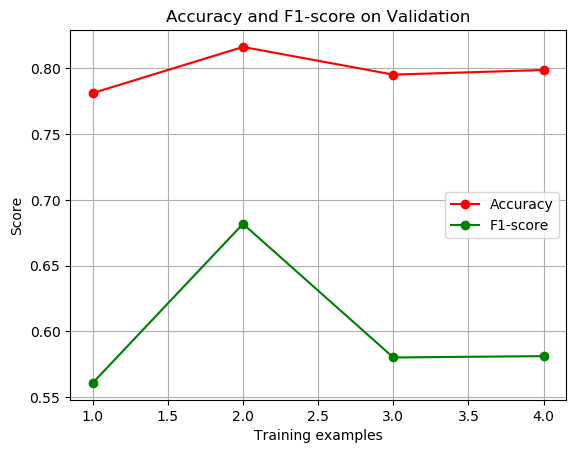 Accuracy and F1-score on Validation
0.80
0.75
0.70
0.65
0.60
0.55
Score
Accuracy
F1-score
1.0 1.5 2.0 2.5 3.0 3.5 4.0
Training examples